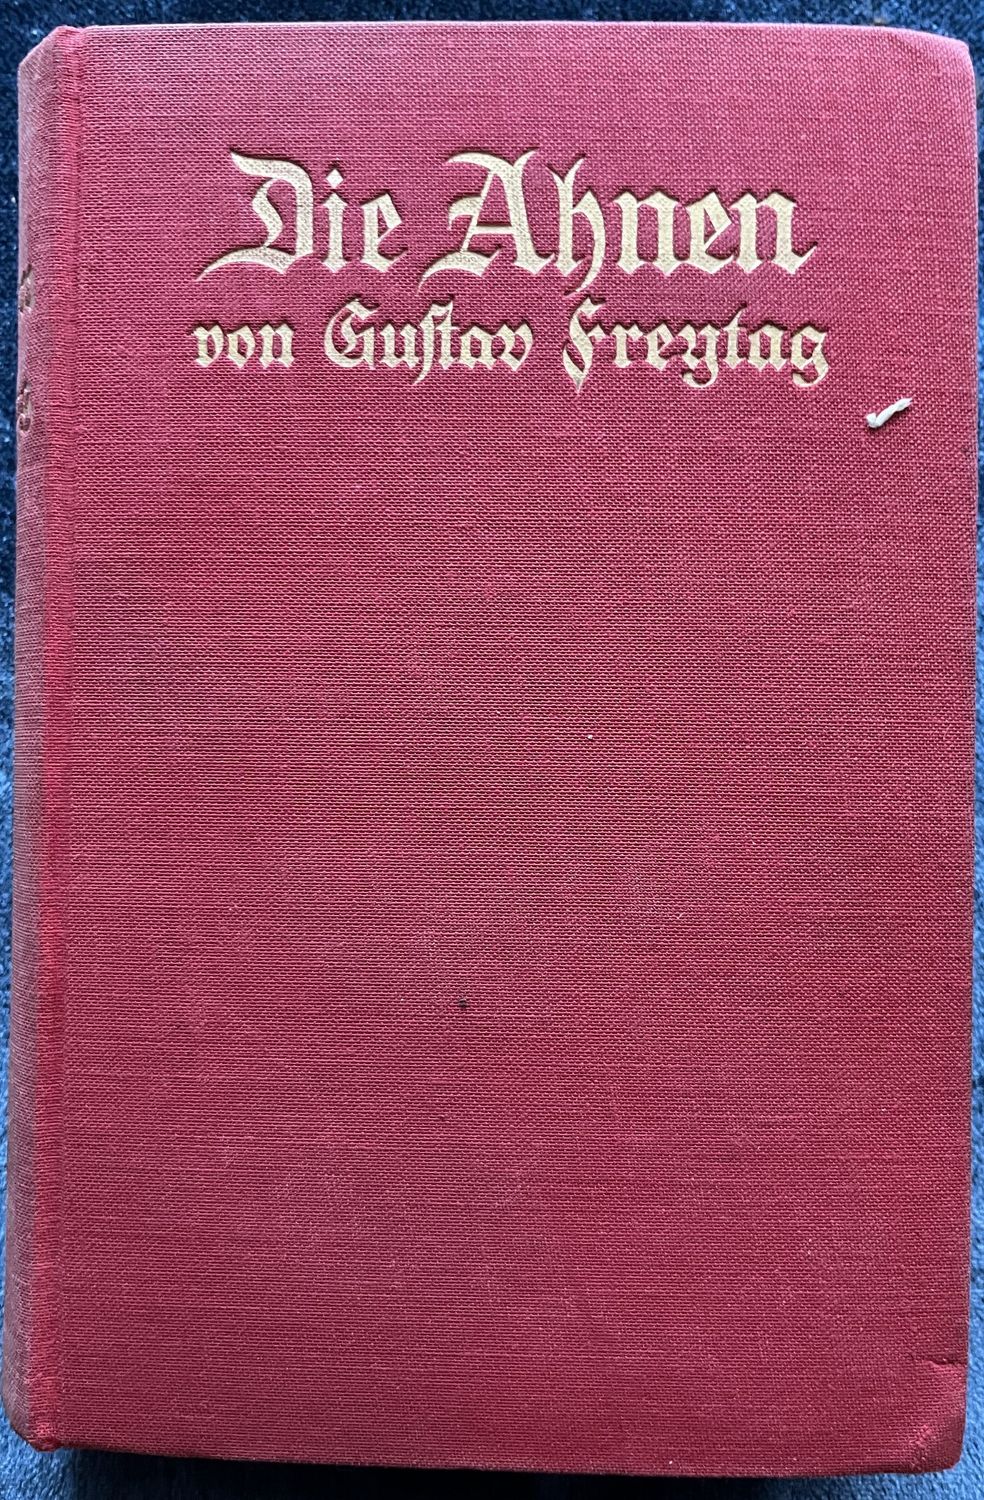 Die Ahnen
von Guſtav Freytag